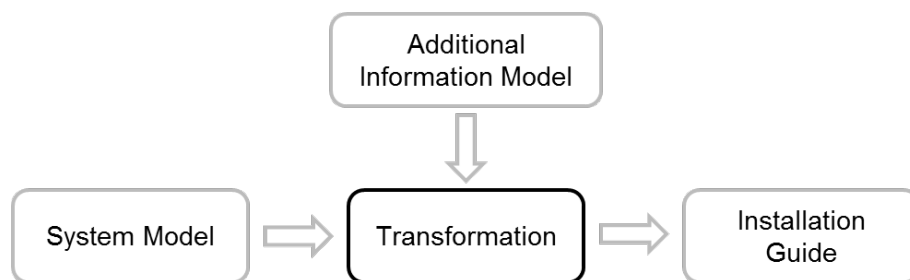 Additional
Information Model
System Model
Transformation
Installation
Guide